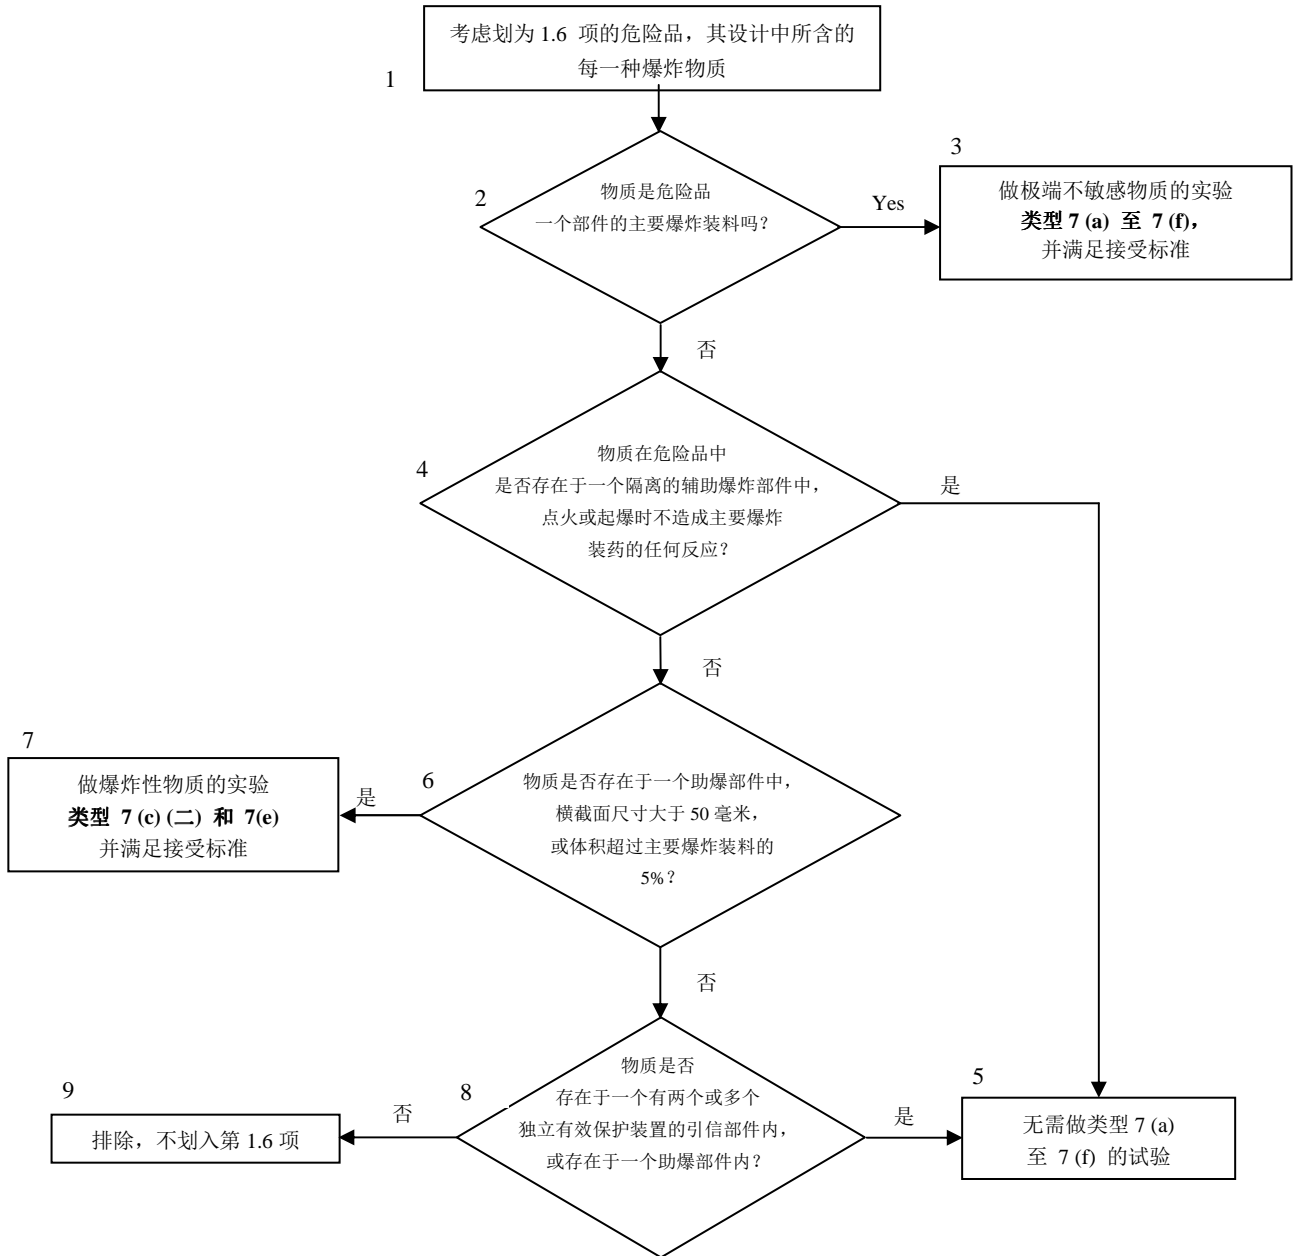 考虑划为 1.6 项的危险品，其设计中所含的
每一种爆炸物质
1
2
物质是危险品
一个部件的主要爆炸装料吗？
Yes
3
做极端不敏感物质的实验
类型 7 (a) 至 7 (f)，
并满足接受标准
否
4
物质在危险品中
是否存在于一个隔离的辅助爆炸部件中，
点火或起爆时不造成主要爆炸
装药的任何反应？
是
否
7
做爆炸性物质的实验
类型 7 (c) (二) 和 7(e)
并满足接受标准
是
6
物质是否存在于一个助爆部件中，
横截面尺寸大于 50 毫米，
或体积超过主要爆炸装料的
5%？
否
9
排除，不划入第 1.6 项
否
8
物质是否
存在于一个有两个或多个
独立有效保护装置的引信部件内，
或存在于一个助爆部件内？
是
5
无需做类型 7 (a)
至 7 (f) 的试验